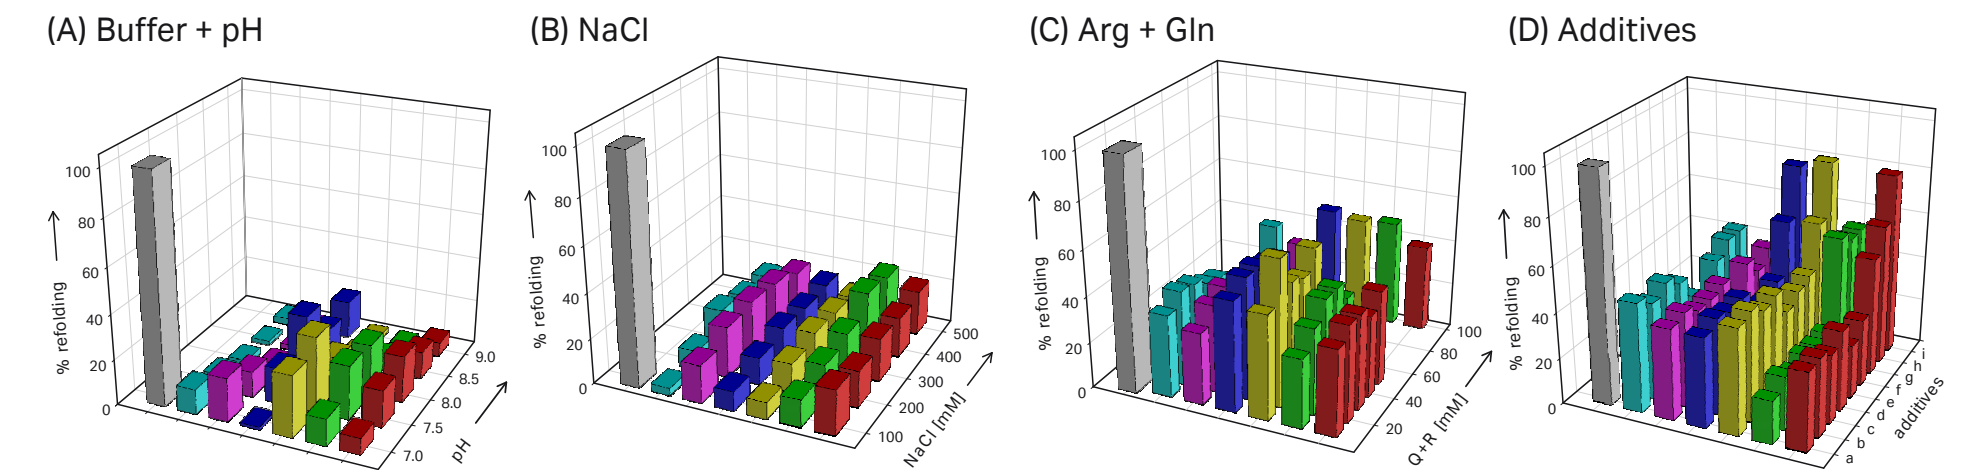 (A) Buffer + pH
(B) NaCl
(C) Arg + Gln
(D) Additives
% refolding
100
80
60
40
20
0
7.0
7.5
8.0
8.5
9.0
pH
% refolding
100
80
60
40
20
0
100
200
300
400
500
NaCl [mM]
% refolding
100
80
60
40
20
0
20
40
60
80
100
Q+R [mM]
% refolding
100
80
60
40
20
0
a
b
c
d
e
f
g
h
i
additives